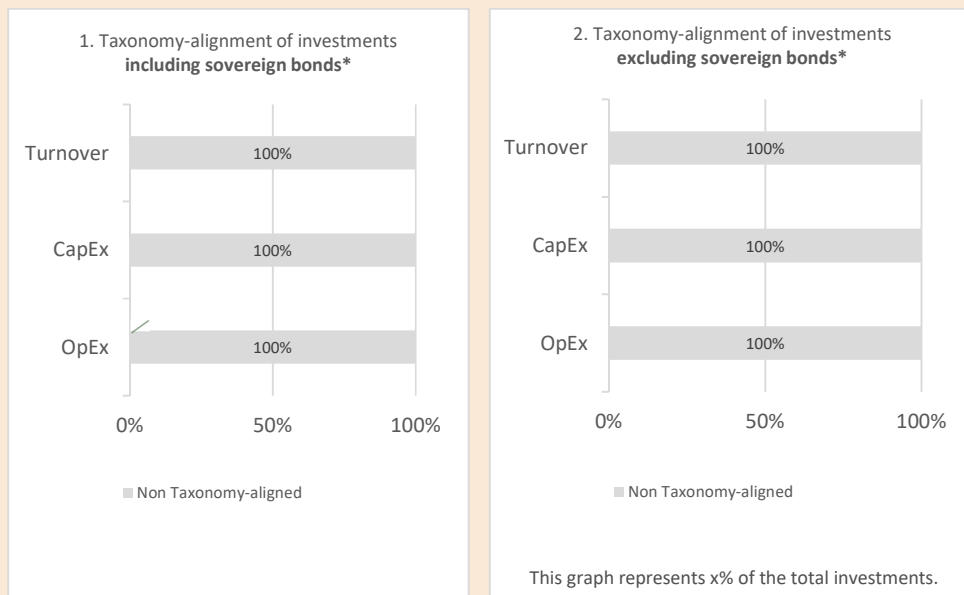 1. Taxonomy-alignment of investments
including sovereign bonds*
Turnover
100%
CapEx
100%
OpEx
100%
0% 50% 100%
Non Taxonomy-aligned
2. Taxonomy-alignment of investments
excluding sovereign bonds*
Turnover
100%
CapEx
100%
OpEx
100%
0% 50% 100%
Non Taxonomy-aligned
This graph represents x% of the total investments.